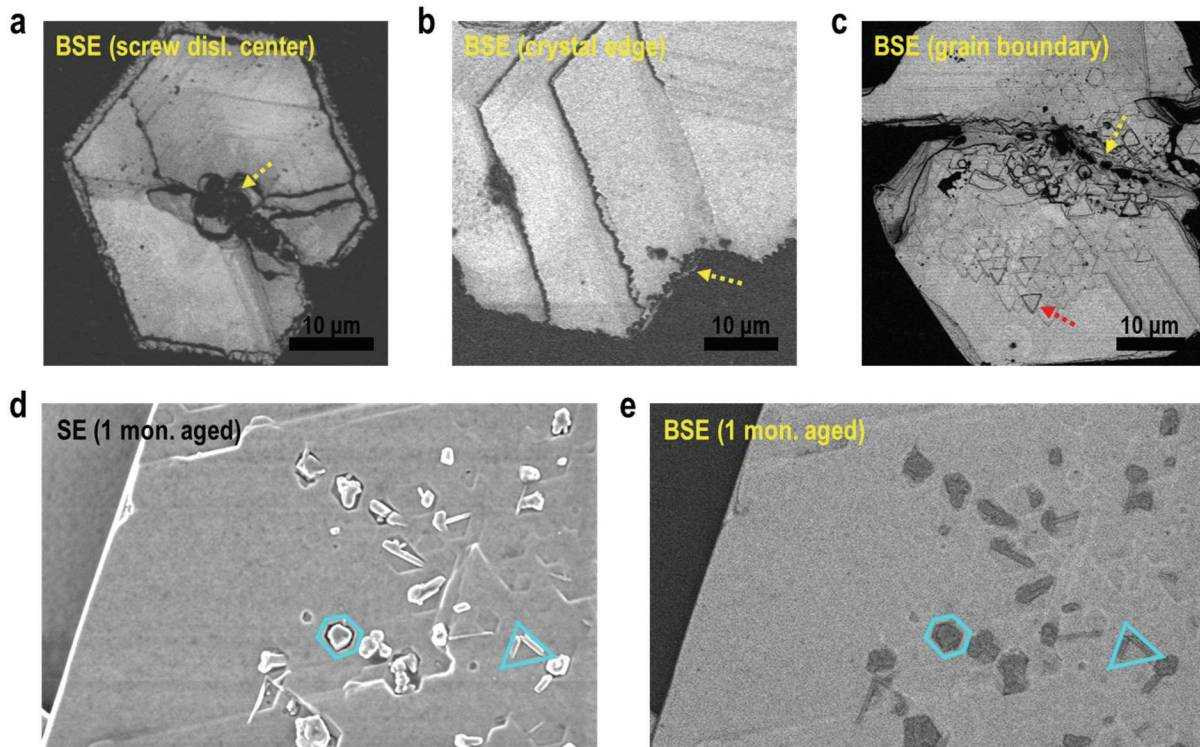 a
BSE (screw disl. center)
10 µm
b
BSE (crystal edge)
10 µm
c
BSE (grain boundary)
10 µm
d
SE (1 mon. aged)
e
BSE (1 mon. aged)